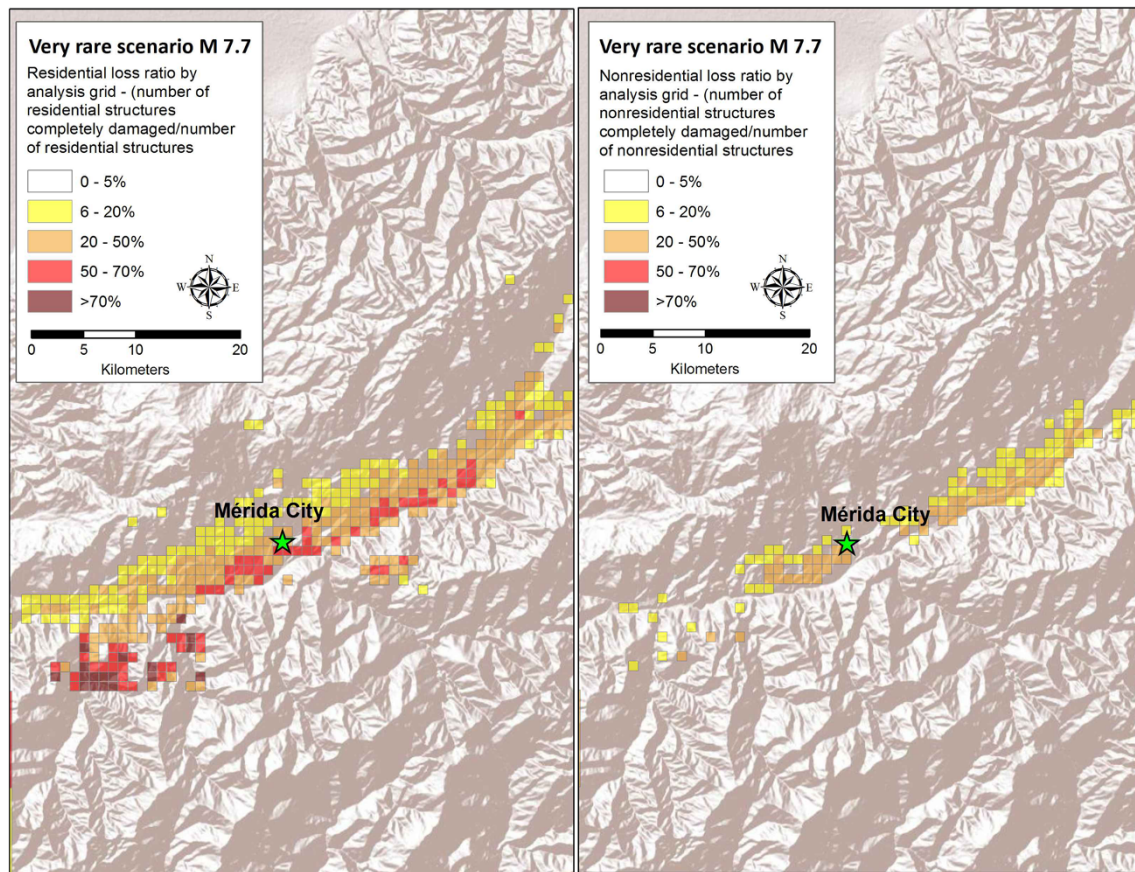 Very rare scenario M 7.7
Residential loss ratio by
analysis grid - (number of
residential structures
completely damaged/number
of residential structures
0 - 5%
6 - 20%
20 - 50%
50 - 70%
>70%
N
W E
S
0 5 10 20
Kilometers
Mérida City
Very rare scenario M 7.7
Nonresidential loss ratio by
analysis grid - (number of
nonresidential structures
completely damaged/number
of nonresidential structures
0 - 5%
6 - 20%
20 - 50%
50 - 70%
>70%
N
W E
S
0 5 10 20
Kilometers
Mérida City